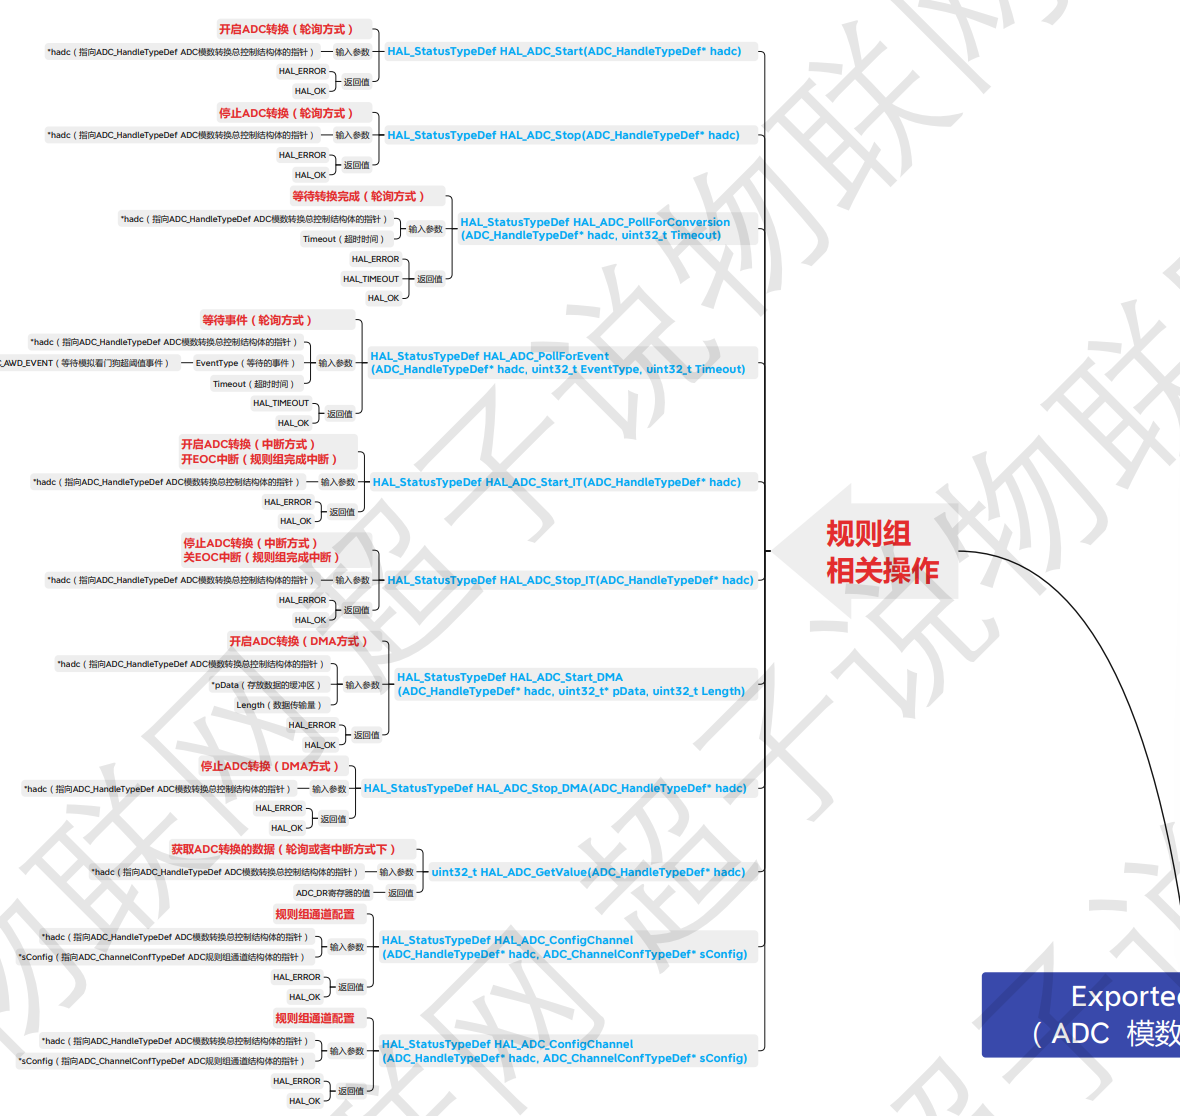 开启ADC转换（轮询方式）
*hadc（指向ADC_HandleTypeDef ADC模数转换总控制结构体的指针）
输入参数
HAL_StatusTypeDef HAL_ADC_Start(ADC_HandleTypeDef* hadc)
HAL_ERROR
返回值
HAL_OK
停止ADC转换（轮询方式）
*hadc（指向ADC_HandleTypeDef ADC模数转换总控制结构体的指针）
输入参数
HAL_StatusTypeDef HAL_ADC_Stop(ADC_HandleTypeDef* hadc)
HAL_ERROR
返回值
HAL_OK
等待转换完成（轮询方式）
*hadc（指向ADC_HandleTypeDef ADC模数转换总控制结构体的指针）
输入参数
Timeout（超时时间）
HAL_StatusTypeDef HAL_ADC_PollForConversion
(ADC_HandleTypeDef* hadc, uint32_t Timeout)
HAL_ERROR
HAL_TIMEOUT
返回值
HAL_OK
等待事件（轮询方式）
*hadc（指向ADC_HandleTypeDef ADC模数转换总控制结构体的指针）
_AWD_EVENT（等待模拟看门狗超阈值事件）
EventType（等待的事件）
输入参数
Timeout（超时时间）
HAL_StatusTypeDef HAL_ADC_PollForEvent
(ADC_HandleTypeDef* hadc, uint32_t EventType, uint32_t Timeout)
HAL_TIMEOUT
返回值
HAL_OK
开启ADC转换（中断方式）
开EOC中断（规则组完成中断）
*hadc（指向ADC_HandleTypeDef ADC模数转换总控制结构体的指针）
输入参数
HAL_StatusTypeDef HAL_ADC_Start_IT(ADC_HandleTypeDef* hadc)
HAL_ERROR
返回值
HAL_OK
停止ADC转换（中断方式）
关EOC中断（规则组完成中断）
*hadc（指向ADC_HandleTypeDef ADC模数转换总控制结构体的指针）
输入参数
HAL_StatusTypeDef HAL_ADC_Stop_IT(ADC_HandleTypeDef* hadc)
HAL_ERROR
返回值
HAL_OK
开启ADC转换（DMA方式）
*hadc（指向ADC_HandleTypeDef ADC模数转换总控制结构体的指针）
*pData（存放数据的缓冲区）
输入参数
Length（数据传输量）
HAL_StatusTypeDef HAL_ADC_Start_DMA
(ADC_HandleTypeDef* hadc, uint32_t* pData, uint32_t Length)
HAL_ERROR
返回值
HAL_OK
停止ADC转换（DMA方式）
*hadc（指向ADC_HandleTypeDef ADC模数转换总控制结构体的指针）
输入参数
HAL_StatusTypeDef HAL_ADC_Stop_DMA(ADC_HandleTypeDef* hadc)
HAL_ERROR
返回值
HAL_OK
获取ADC转换的数据（轮询或者中断方式下）
*hadc（指向ADC_HandleTypeDef ADC模数转换总控制结构体的指针）
输入参数
uint32_t HAL_ADC_GetValue(ADC_HandleTypeDef* hadc)
ADC_DR寄存器的值
返回值
规则组通道配置
*hadc（指向ADC_HandleTypeDef ADC模数转换总控制结构体的指针）
输入参数
*sConfig（指向ADC_ChannelConfTypeDef ADC规则组通道结构体的指针）
HAL_StatusTypeDef HAL_ADC_ConfigChannel
(ADC_HandleTypeDef* hadc, ADC_ChannelConfTypeDef* sConfig)
HAL_ERROR
返回值
HAL_OK
规则组通道配置
*hadc（指向ADC_HandleTypeDef ADC模数转换总控制结构体的指针）
输入参数
*sConfig（指向ADC_ChannelConfTypeDef ADC规则组通道结构体的指针）
HAL_StatusTypeDef HAL_ADC_ConfigChannel
(ADC_HandleTypeDef* hadc, ADC_ChannelConfTypeDef* sConfig)
HAL_ERROR
返回值
HAL_OK
规则组
相关操作
Exporte
（ADC 模数
超子说物联网
超子说物联网